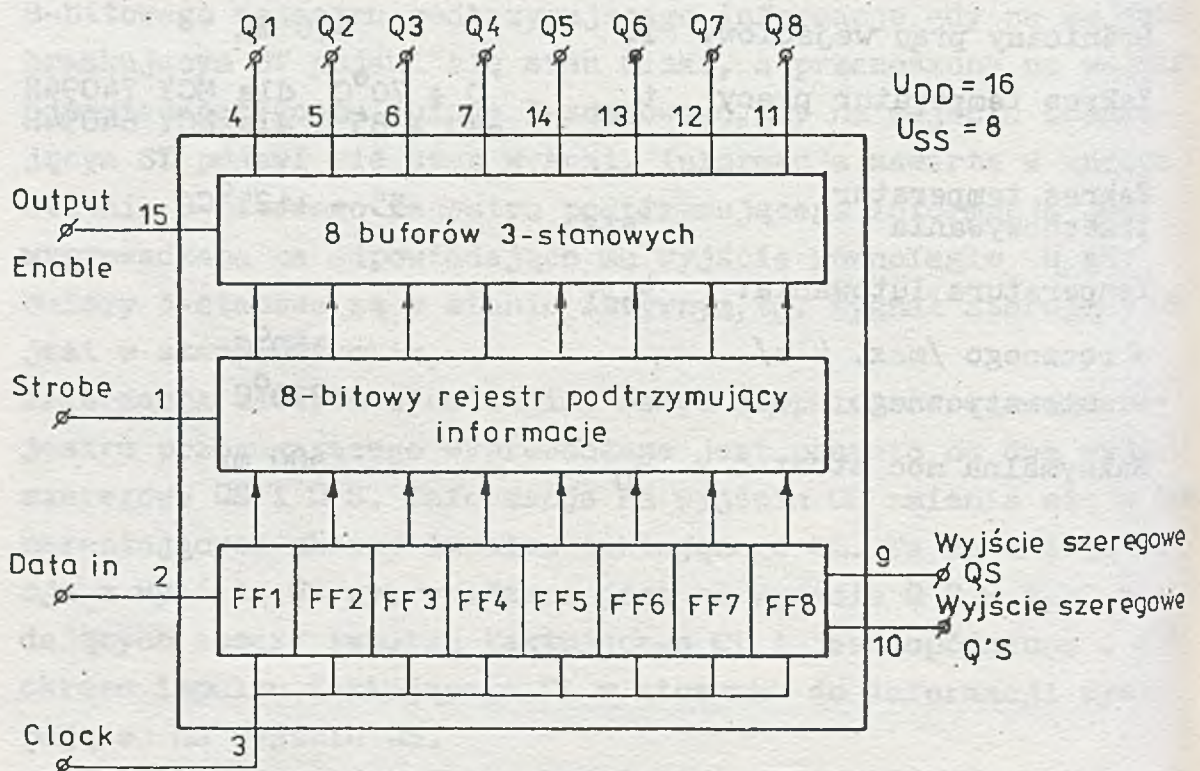 Q1 Q2 Q3 Q4 Q5 Q6 Q7 Q8
4 5 6 7 14 13 12 11
UDD = 16
USS = 8
Output
Enable
15
8 buforów 3-stanowych
Strobe
1
8-bitowy rejestr podtrzymujący
informacje
Data in
2
FF1 FF2 FF3 FF4 FF5 FF6 FF7 FF8
9
Wyjście szeregowe
QS
Wyjście szeregowe
10
Q'S
Clock
3